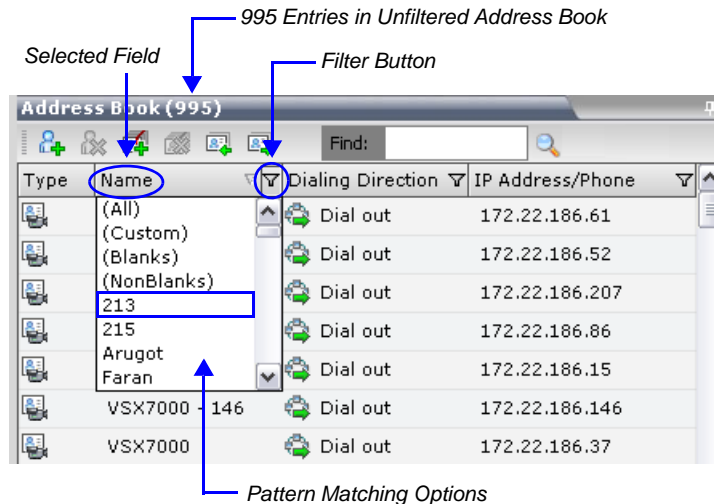 995 Entries in Unfiltered Address Book
Selected Field
Filter Button
Address Book (995)
Find:
Type Name Dialing Direction IP Address/Phone
(All)
(Custom)
(Blanks)
(NonBlanks)
213
215
Arugot
Faran
Dial out 172.22.186.61
Dial out 172.22.186.52
Dial out 172.22.186.207
Dial out 172.22.186.86
Dial out 172.22.186.15
VSX7000 - 146 Dial out 172.22.186.146
VSX7000 Dial out 172.22.186.37
Pattern Matching Options